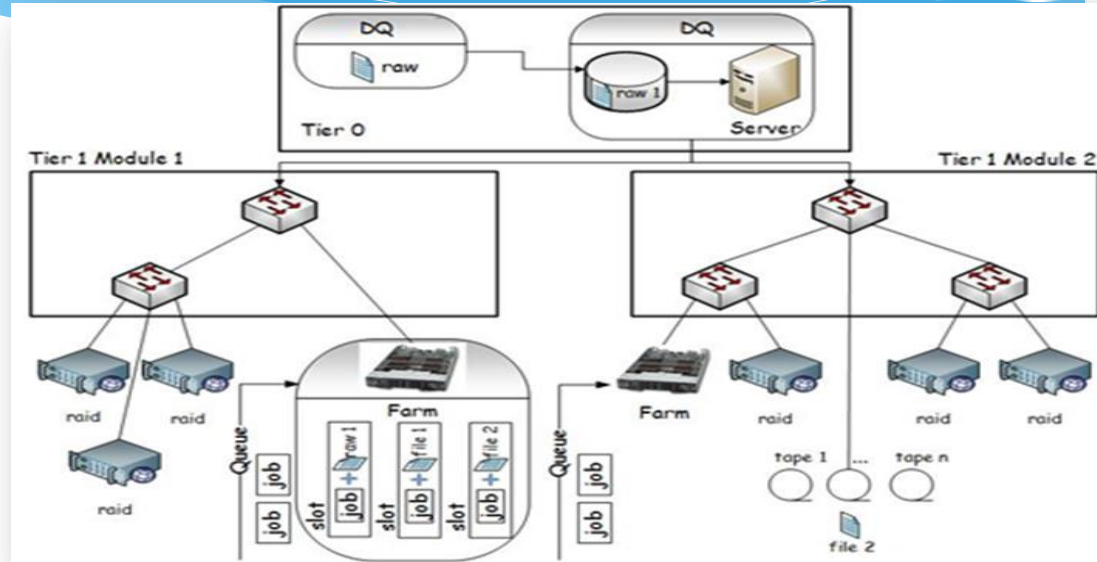 DQ
DQ
raw
raw 1
Tier 0
Server
Tier 1 Module 1
Tier 1 Module 2
raid
raid
raid
Queue
job
job
Farm
slot
job + raw 1
slot
job + file 1
slot
job + file 2
Queue
job
job
Farm
raid
raid
raid
tape 1
...
tape n
file 2